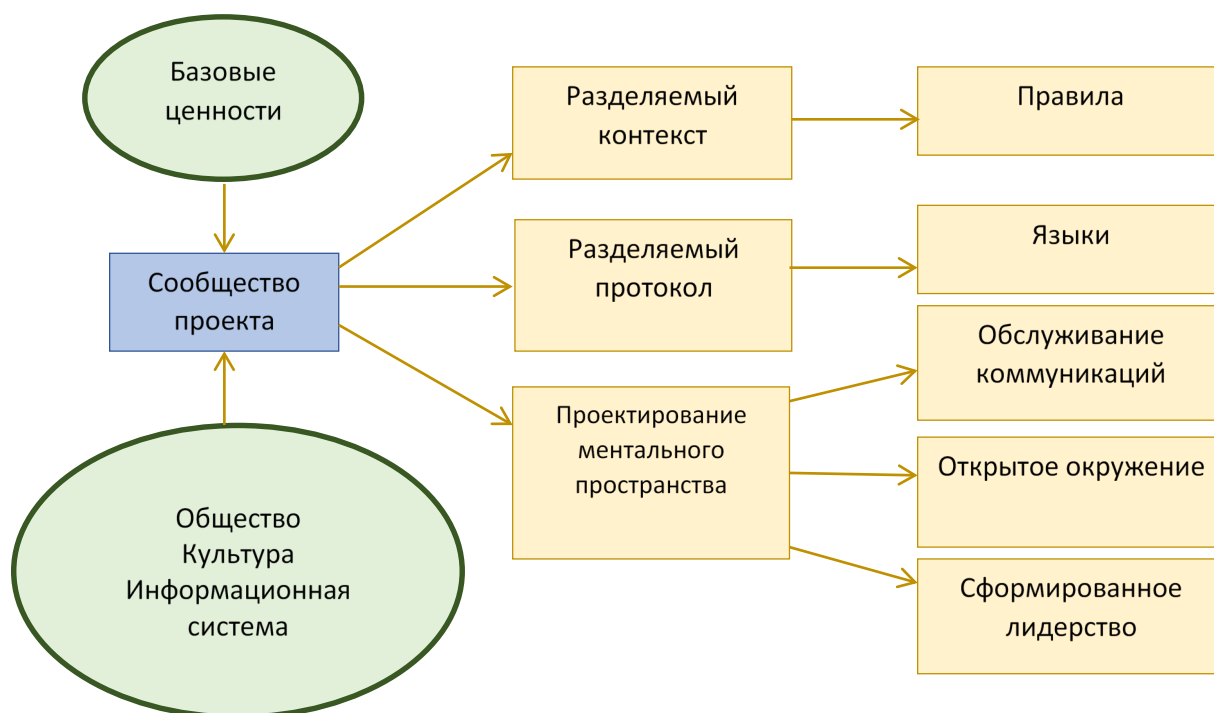 Базовые
ценности
Сообщество
проекта
Общество
Культура
Информационная
система
Разделяемый
контекст
Разделяемый
протокол
Проектирование
ментального
пространства
Правила
Языки
Обслуживание
коммуникаций
Открытое окружение
Сформированное
лидерство